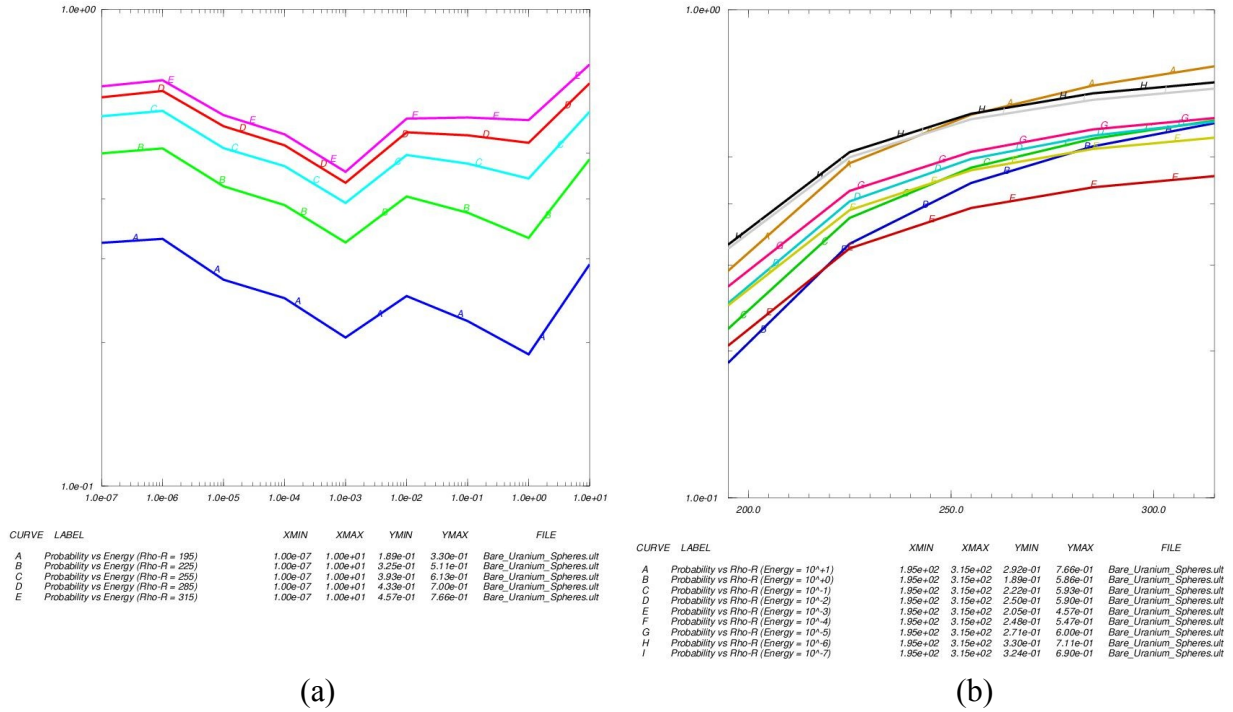 1.0e+00
1.0e-01
1.0e-07 1.0e-06 1.0e-05 1.0e-04 1.0e-03 1.0e-02 1.0e-01 1.0e+00 1.0e+01
A A A A A A A
B B B B B B B
C C C C C C C
D D D D D D D
E E E E E E E
CURVE LABEL XMIN XMAX YMIN YMAX FILE
A Probability vs Energy (Rho-R = 195) 1.00e-07 1.00e+01 1.89e-01 3.30e-01 Bare_Uranium_Spheres.ult
B Probability vs Energy (Rho-R = 225) 1.00e-07 1.00e+01 3.25e-01 5.11e-01 Bare_Uranium_Spheres.ult
C Probability vs Energy (Rho-R = 255) 1.00e-07 1.00e+01 3.93e-01 6.13e-01 Bare_Uranium_Spheres.ult
D Probability vs Energy (Rho-R = 285) 1.00e-07 1.00e+01 4.33e-01 7.00e-01 Bare_Uranium_Spheres.ult
E Probability vs Energy (Rho-R = 315) 1.00e-07 1.00e+01 4.57e-01 7.66e-01 Bare_Uranium_Spheres.ult
(a)
1.0e+00
1.0e-01
200.0 250.0 300.0
CURVE LABEL XMIN XMAX YMIN YMAX FILE
A Probability vs Rho-R (Energy = 10^+1) 1.95e+02 3.15e+02 2.92e-01 7.66e-01 Bare_Uranium_Spheres.ult
B Probability vs Rho-R (Energy = 10^+0) 1.95e+02 3.15e+02 1.89e-01 5.86e-01 Bare_Uranium_Spheres.ult
C Probability vs Rho-R (Energy = 10^-1) 1.95e+02 3.15e+02 2.22e-01 5.93e-01 Bare_Uranium_Spheres.ult
D Probability vs Rho-R (Energy = 10^-2) 1.95e+02 3.15e+02 2.50e-01 5.90e-01 Bare_Uranium_Spheres.ult
E Probability vs Rho-R (Energy = 10^-3) 1.95e+02 3.15e+02 2.05e-01 4.57e-01 Bare_Uranium_Spheres.ult
F Probability vs Rho-R (Energy = 10^-4) 1.95e+02 3.15e+02 2.48e-01 5.47e-01 Bare_Uranium_Spheres.ult
G Probability vs Rho-R (Energy = 10^-5) 1.95e+02 3.15e+02 2.71e-01 6.00e-01 Bare_Uranium_Spheres.ult
H Probability vs Rho-R (Energy = 10^-6) 1.95e+02 3.15e+02 3.30e-01 7.11e-01 Bare_Uranium_Spheres.ult
I Probability vs Rho-R (Energy = 10^-7) 1.95e+02 3.15e+02 3.24e-01 6.90e-01 Bare_Uranium_Spheres.ult
(b)